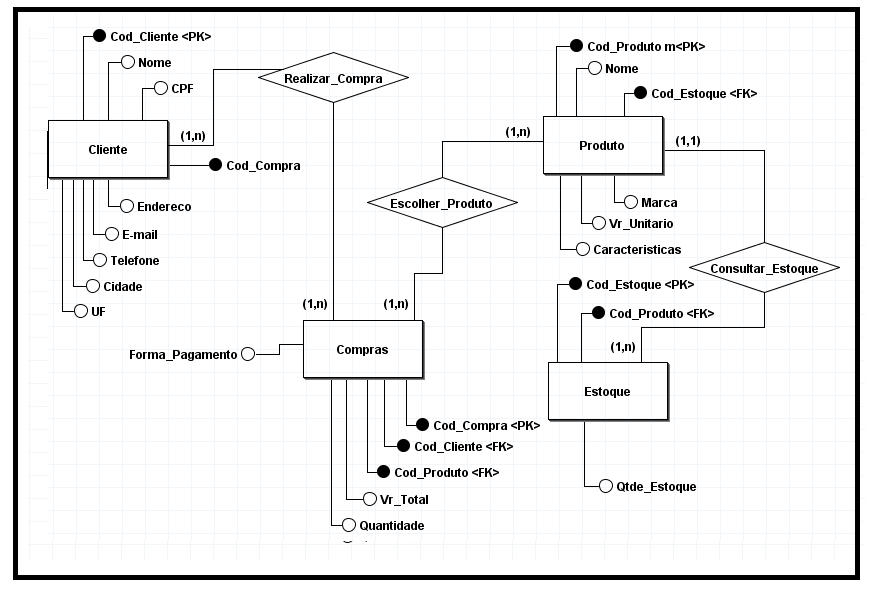 Cod_Cliente <PK>
Nome
CPF
Cliente
(1,n)
Cod_Compra
Endereco
E-mail
Telefone
Cidade
UF
Realizar_Compra
Cod_Produto m<PK>
Nome
Cod_Estoque <FK>
(1,n)
Produto
(1,1)
Escolher_Produto
Marca
Vr_Unitario
Caracteristicas
Consultar_Estoque
Cod_Estoque <PK>
Cod_Produto <FK>
(1,n)
Estoque
Qtde_Estoque
(1,n)
(1,n)
Forma_Pagamento
Compras
Cod_Compra <PK>
Cod_Cliente <FK>
Cod_Produto <FK>
Vr_Total
Quantidade